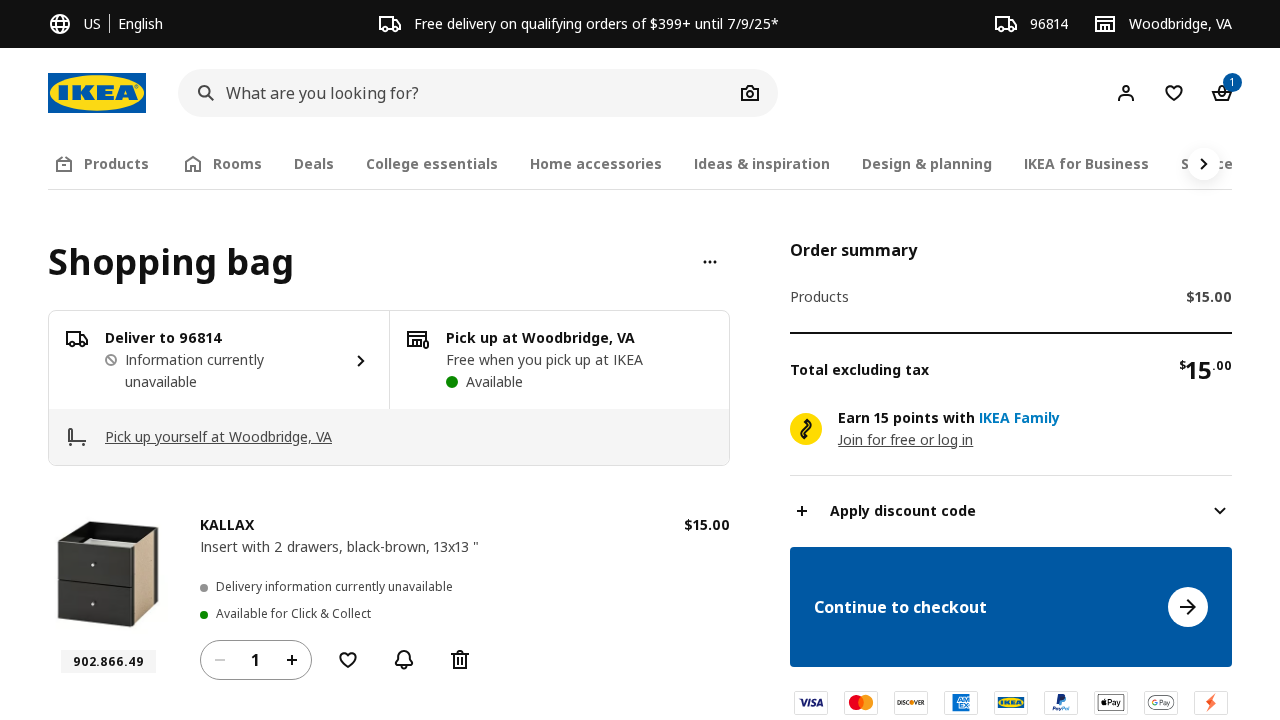 US English
Free delivery on qualifying orders of $399+ until 7/9/25*
96814
Woodbridge, VA
IKEA
What are you looking for?
1
Products
Rooms
Deals
College essentials
Home accessories
Ideas & inspiration
Design & planning
IKEA for Business
Shopping bag
Deliver to 96814
Information currently
unavailable
Pick up at Woodbridge, VA
Free when you pick up at IKEA
Available
Pick up yourself at Woodbridge, VA
KALLAX
$15.00
Insert with 2 drawers, black-brown, 13x13 "
Delivery information currently unavailable
Available for Click & Collect
1
902.866.49
Order summary
Products $15.00
Total excluding tax $15.00
Earn 15 points with IKEA Family
Join for free or log in
Apply discount code
Continue to checkout
VISA
DISCOVER
AMEX
IKEA
PayPal
Pay
G Pay